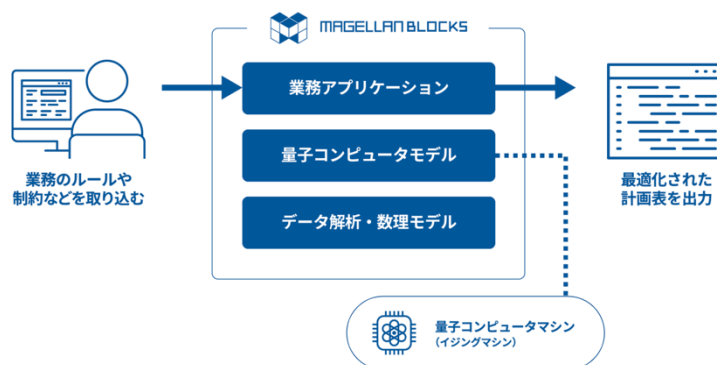 MAGELLAN BLOCKS
業務アプリケーション
量子コンピュータモデル
データ解析・数理モデル
業務のルールや
制約などを取り込む
最適化された
計画表を出力
量子コンピュータマシン
(イジングマシン)